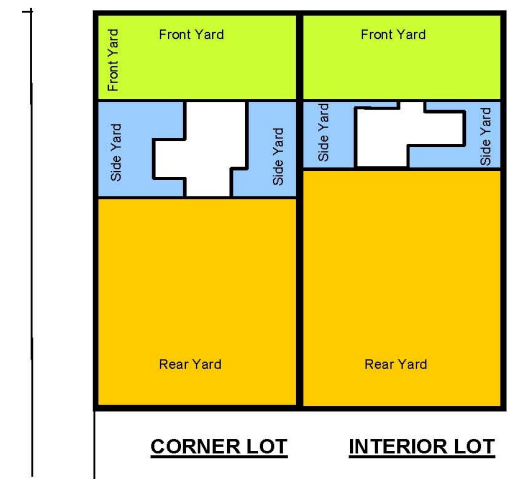 Front Yard
Front Yard
Front Yard
Side Yard
Side Yard
Side Yard
Side Yard
Rear Yard
Rear Yard
CORNER LOT
INTERIOR LOT